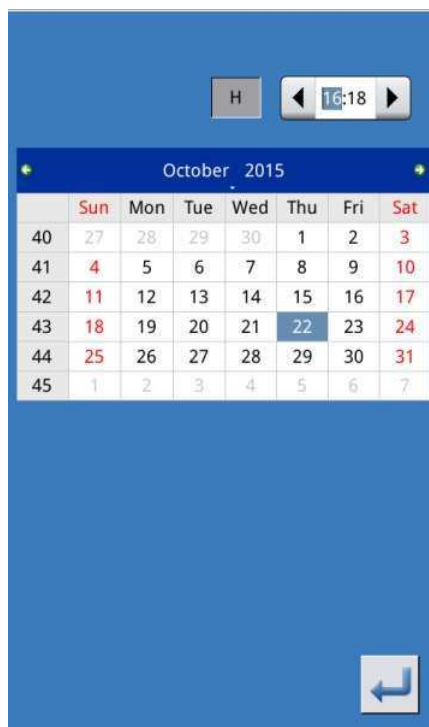 H 16:18
October 2015
Sun Mon Tue Wed Thu Fri Sat
40 27 28 29 30 1 2 3
41 4 5 6 7 8 9 10
42 11 12 13 14 15 16 17
43 18 19 20 21 22 23 24
44 25 26 27 28 29 30 31
45 1 2 3 4 5 6 7